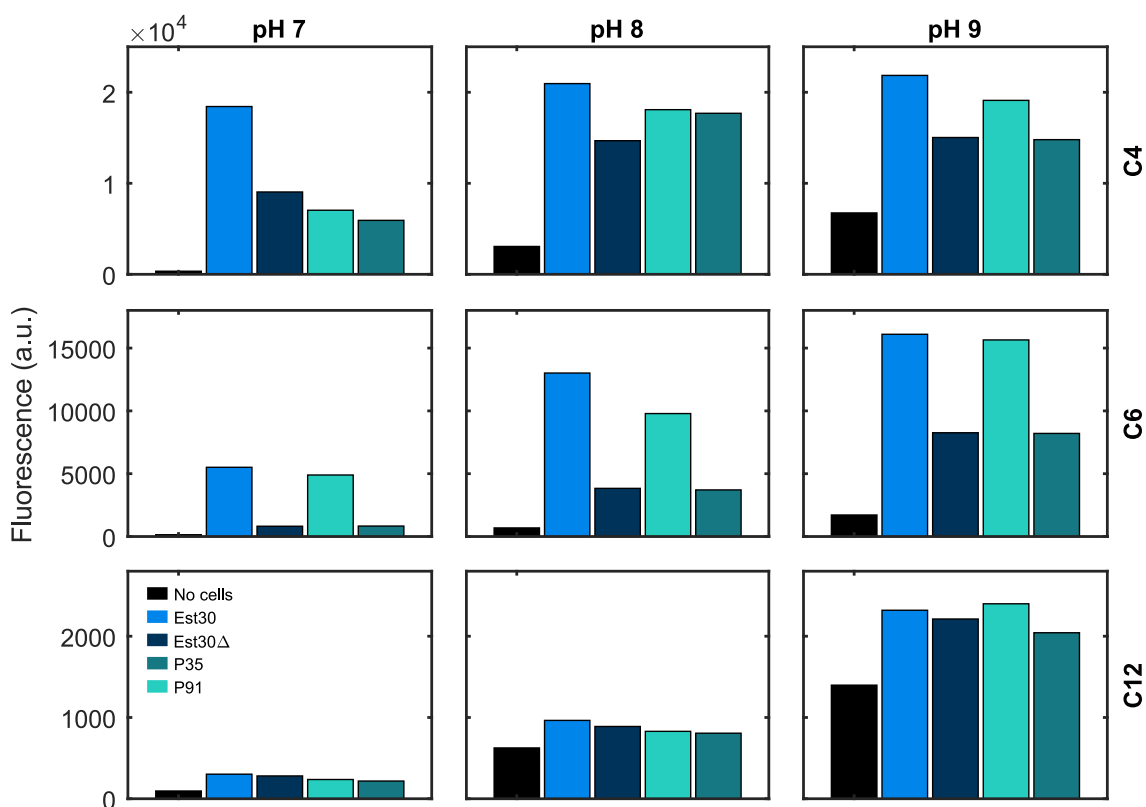 ×10⁴
pH 7
pH 8
pH 9
2
1
0
C4
Fluorescence (a.u.)
15000
10000
5000
0
C6
2000
1000
0
No cells
Est30
Est30Δ
P35
P91
C12